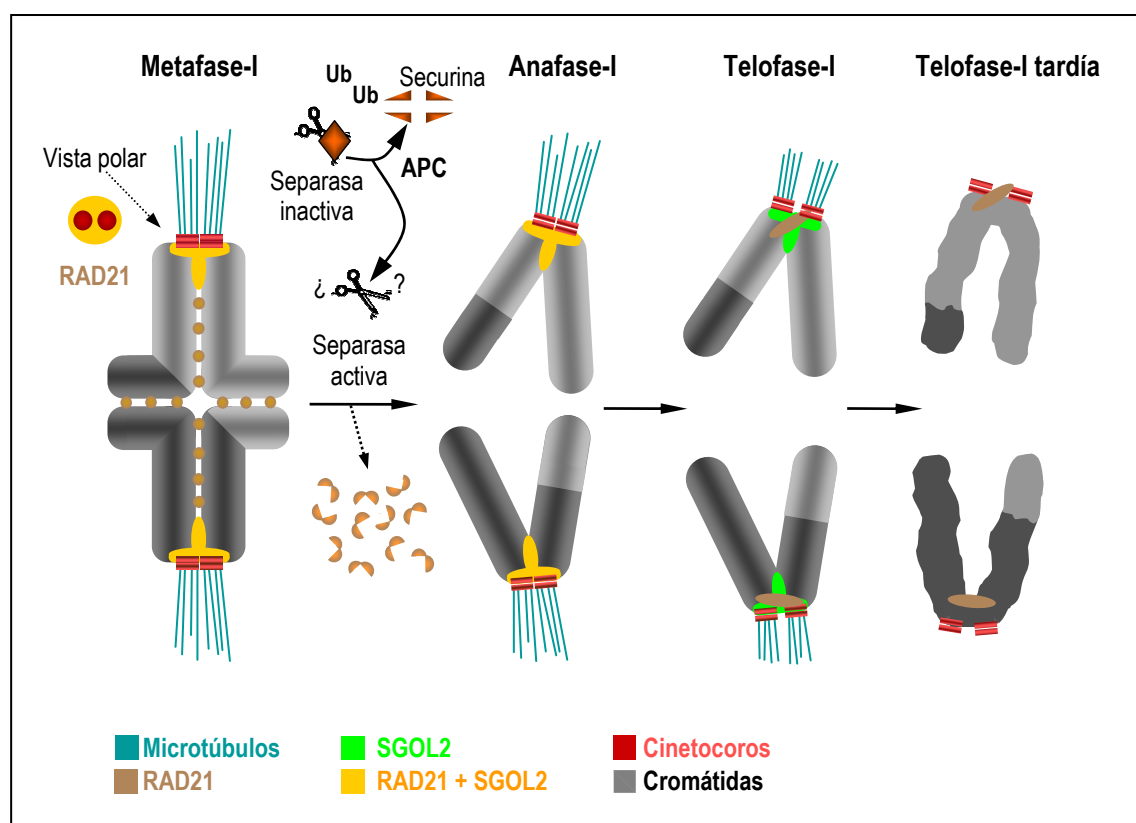 Metafase-I
Ub
Ub
Securina
Anafase-I
Telofase-I
Telofase-I tardía
Vista polar
Separasa
inactiva
APC
RAD21
¿ ?
Separasa
activa
Microtúbulos
SGOL2
Cinetocoros
RAD21
RAD21 + SGOL2
Cromátidas